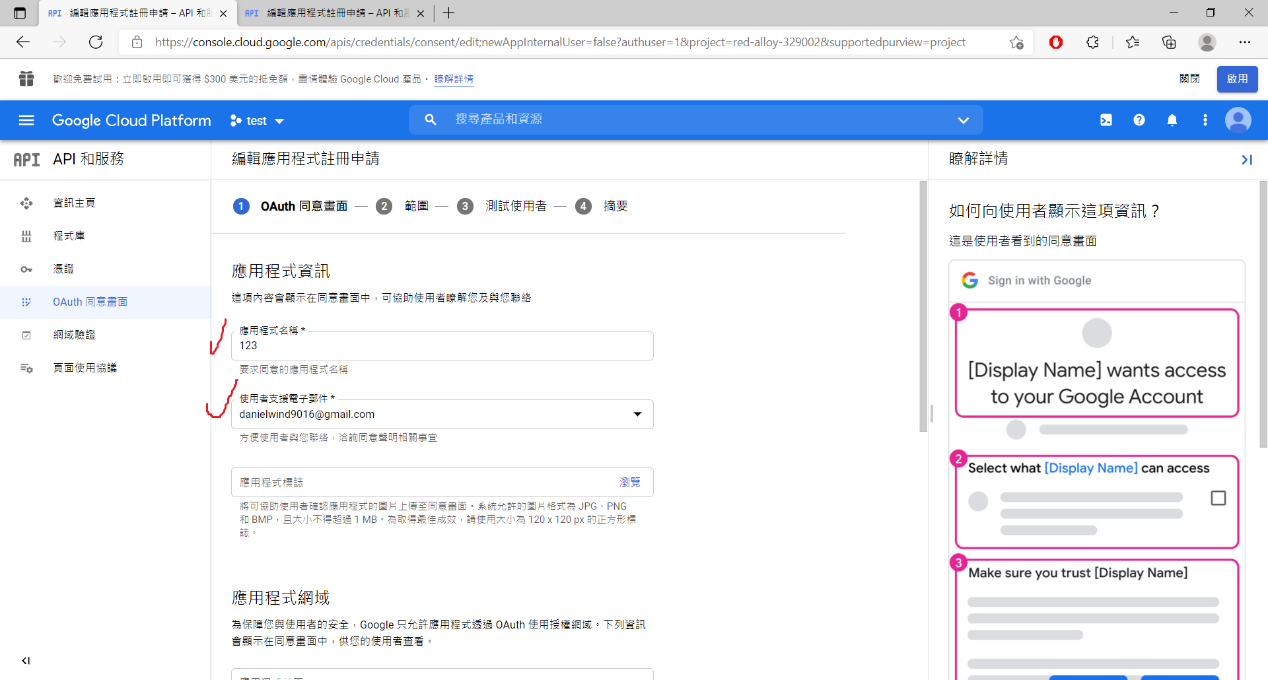 API 編輯應用程式註冊申請 – API 和
API 編輯應用程式註冊申請 – API 和
https://console.cloud.google.com/apis/credentials/consent/edit;newAppInternalUser=false?authuser=1&project=red-alloy-329002&supportedpurview=project
歡迎免費試用：立即啟用即可獲得 $300 美元的抵免額，盡情體驗 Google Cloud 產品。 瞭解詳情
關閉
啟用
Google Cloud Platform
test
搜尋產品和資源
API API 和服務
資訊主頁
程式庫
憑證
OAuth 同意畫面
網域驗證
頁面使用協議
編輯應用程式註冊申請
1 OAuth 同意畫面 — 2 範圍 — 3 測試使用者 — 4 摘要
應用程式資訊
這項內容會顯示在同意畫面中，可協助使用者瞭解您及與您聯絡
應用程式名稱 *
123
要求同意的應用程式名稱
使用者支援電子郵件 *
danielwind9016@gmail.com
方便使用者與您聯絡，洽詢同意聲明相關事宜
應用程式標誌
瀏覽
將可協助使用者確認應用程式的圖片上傳至同意畫面。系統允許的圖片格式為 JPG、PNG
和 BMP，且大小不得超過 1 MB。為取得最佳成效，請使用大小為 120 x 120 px 的正方形標
誌。
應用程式網域
為保障您與使用者的安全，Google 只允許應用程式透過 OAuth 使用授權網域。下列資訊
會顯示在同意畫面中，供您的使用者查看。
瞭解詳情
如何向使用者顯示這項資訊？
這是使用者看到的同意畫面
Sign in with Google
1
[Display Name] wants access
to your Google Account
2
Select what [Display Name] can access
3
Make sure you trust [Display Name]